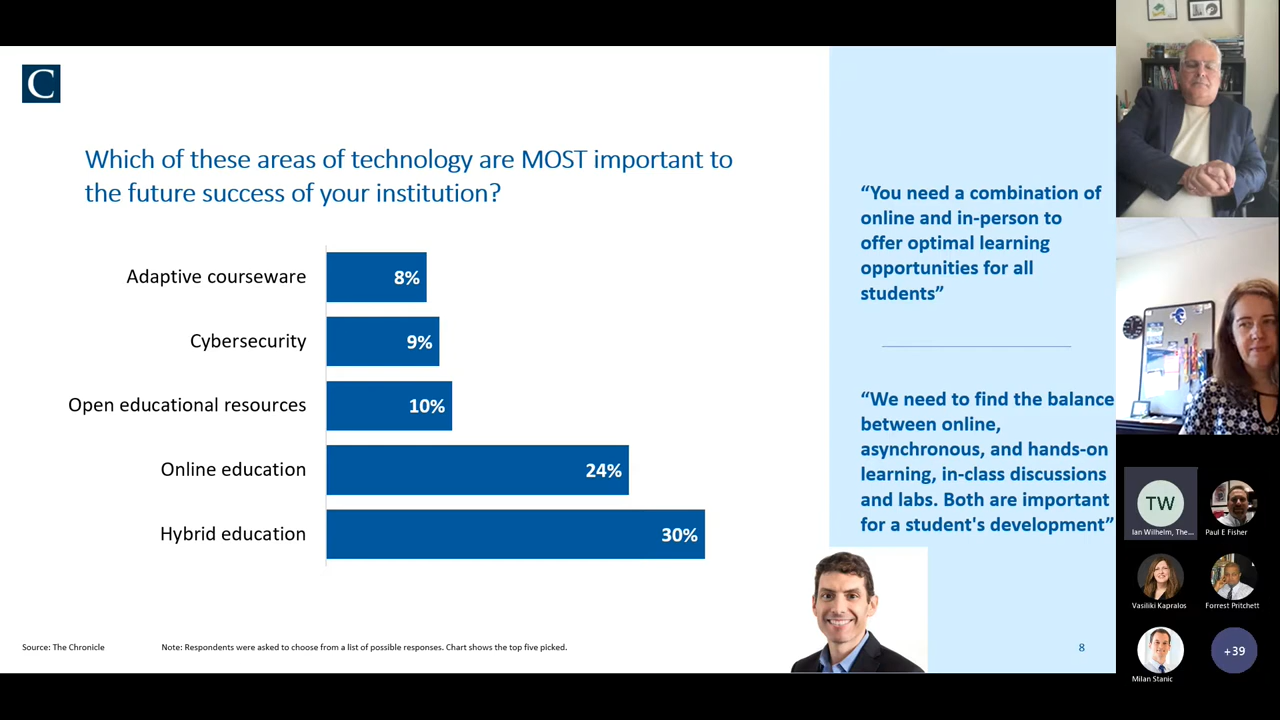 C
Which of these areas of technology are MOST important to
the future success of your institution?
Adaptive courseware
8%
Cybersecurity
9%
Open educational resources
10%
Online education
24%
Hybrid education
30%
Source: The Chronicle
Note: Respondents were asked to choose from a list of possible responses. Chart shows the top five picked.
“You need a combination of
online and in-person to
offer optimal learning
opportunities for all
students”
“We need to find the balance
between online,
asynchronous, and hands-on
learning, in-class discussions
and labs. Both are important
for a student's development”
8
TW
Ian Wilhelm, The...
Paul E Fisher
Vasiliki Kapralos
Forrest Pritchett
Milan Stanic
+39